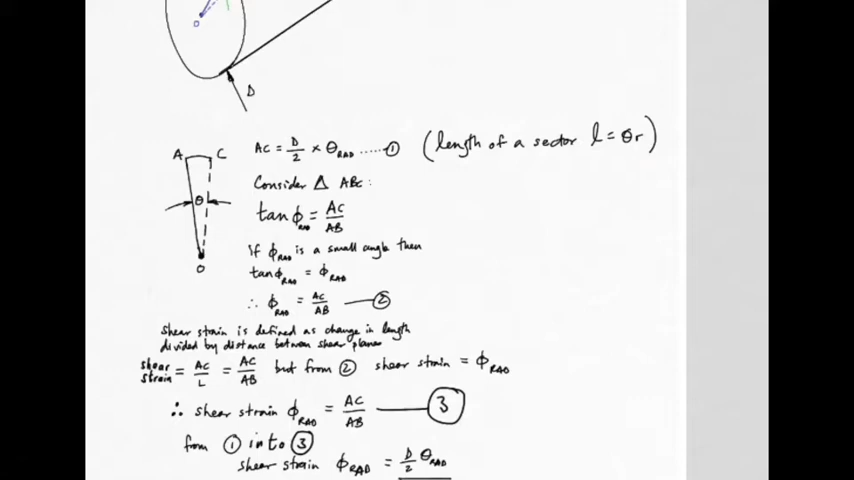 O
D
A C AC = D/2 × θRAD ......① (length of a sector l = θr)
Consider Δ ABC:
θ
tan ϕRAD = AC/AB
O
If ϕRAD is a small angle then
tan ϕRAD = ϕRAD
∴ ϕRAD = AC/AB —②
shear strain is defined as change in length
divided by distance between shear planes
shear strain = AC/L = AC/AB but from ② shear strain = ϕRAD
∴ shear strain ϕRAD = AC/AB —③
from ① into ③
shear strain ϕRAD = D/2 θRAD